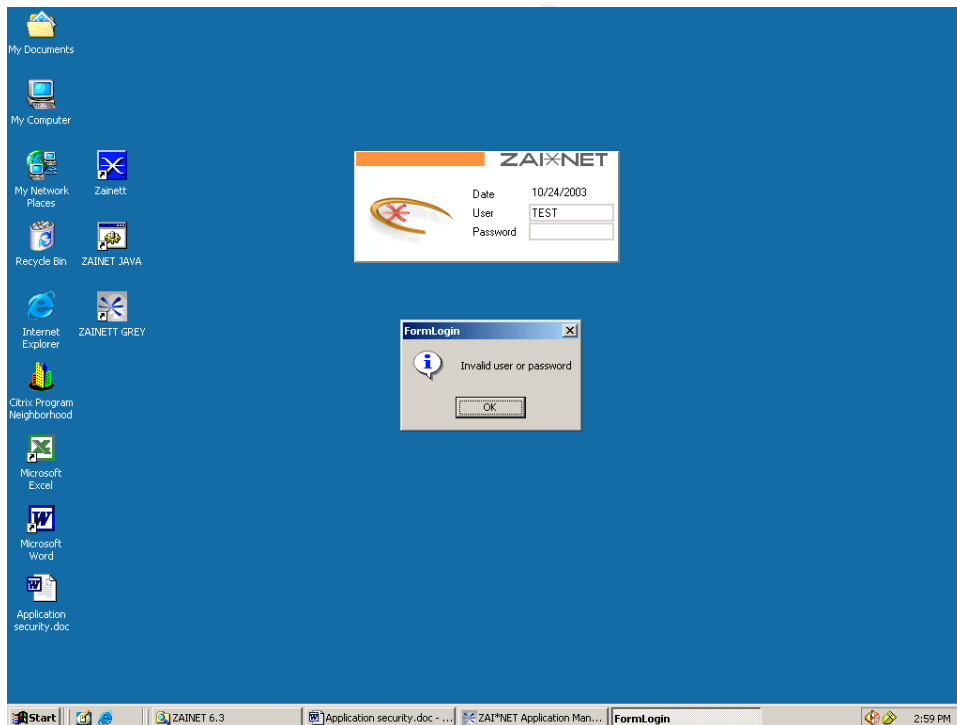 My Documents
My Computer
My Network
Places
Zainett
Recycle Bin
ZAINET JAVA
Internet
Explorer
ZAINETT GREY
Citrix Program
Neighborhood
Microsoft
Excel
Microsoft
Word
Application
security.doc
ZAI*NET
Date 10/24/2003
User TEST
Password
FormLogin
Invalid user or password
OK
Start
ZAINET 6.3
Application security.doc - ...
ZAI*NET Application Man...
FormLogin
2:59 PM